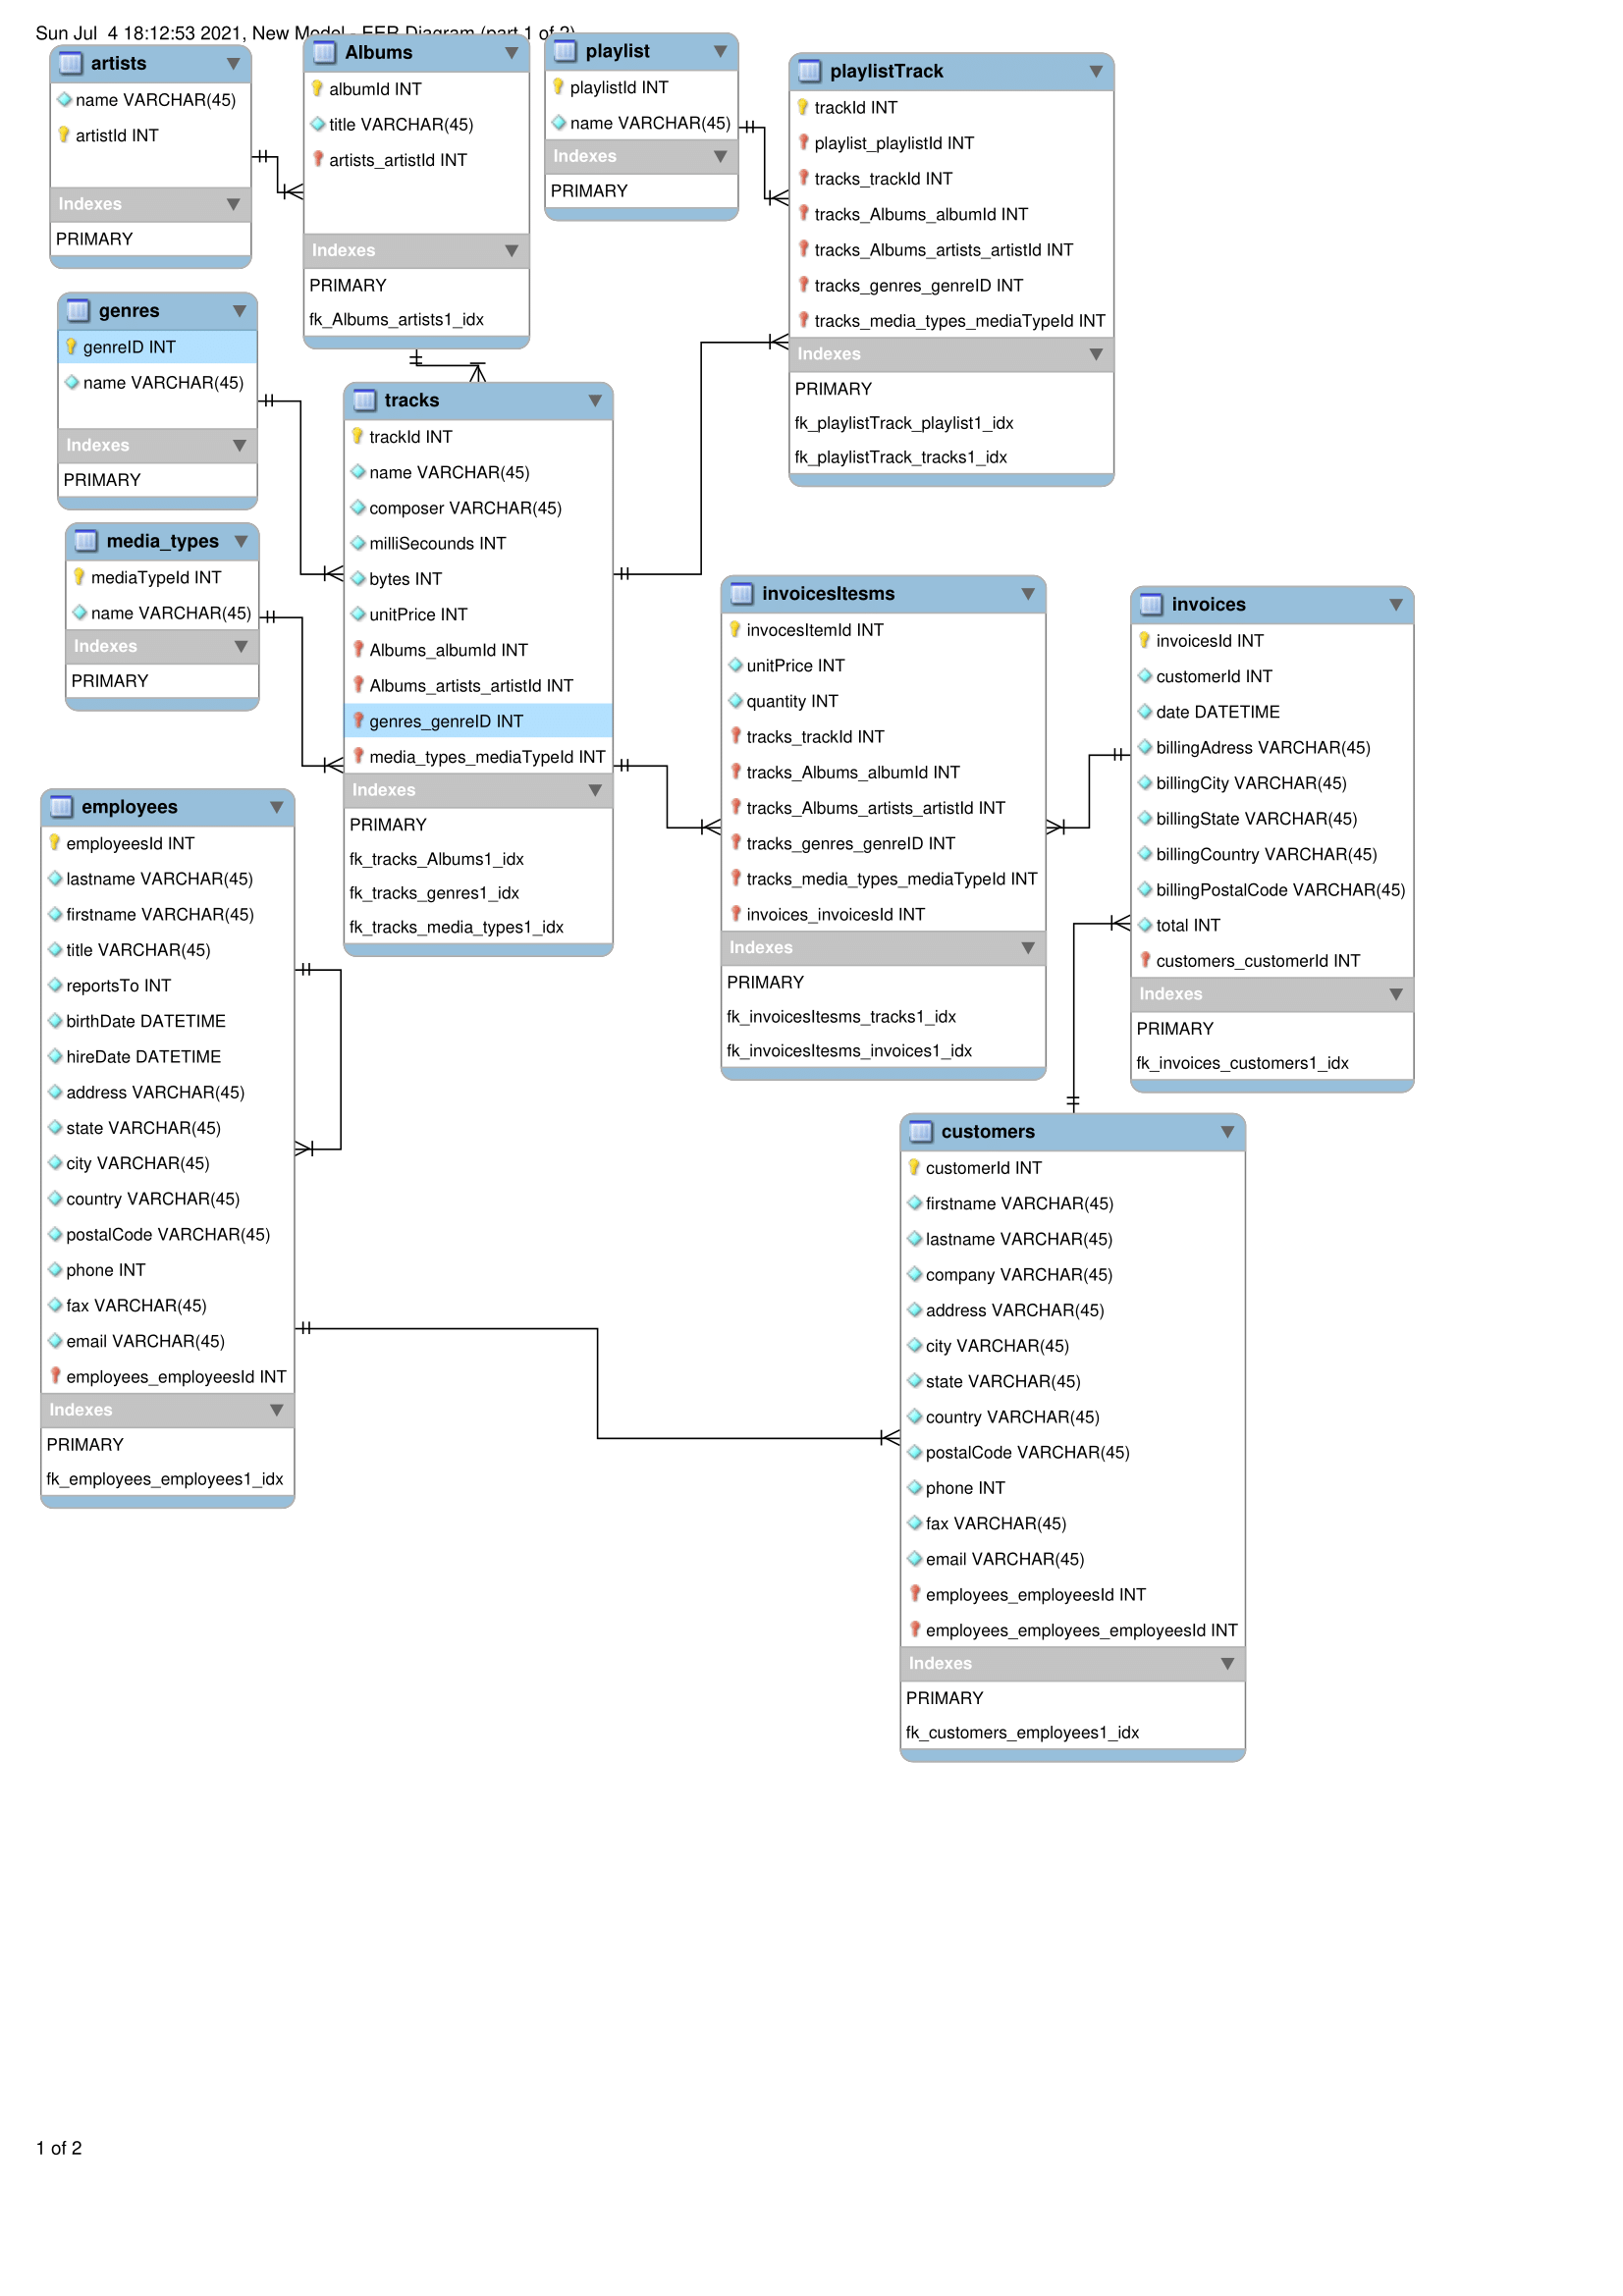 Sun Jul  4 18:12:53 2021, New Model - EER Diagram (part 1 of 2)
artists
name VARCHAR(45)
artistId INT
Indexes
PRIMARY
Albums
albumId INT
title VARCHAR(45)
artists_artistId INT
Indexes
PRIMARY
fk_Albums_artists1_idx
playlist
playlistId INT
name VARCHAR(45)
Indexes
PRIMARY
playlistTrack
trackId INT
playlist_playlistId INT
tracks_trackId INT
tracks_Albums_albumId INT
tracks_Albums_artists_artistId INT
tracks_genres_genreID INT
tracks_media_types_mediaTypeId INT
Indexes
PRIMARY
fk_playlistTrack_playlist1_idx
fk_playlistTrack_tracks1_idx
genres
genreID INT
name VARCHAR(45)
Indexes
PRIMARY
media_types
mediaTypeId INT
name VARCHAR(45)
Indexes
PRIMARY
tracks
trackId INT
name VARCHAR(45)
composer VARCHAR(45)
milliSecounds INT
bytes INT
unitPrice INT
Albums_albumId INT
Albums_artists_artistId INT
genres_genreID INT
media_types_mediaTypeId INT
Indexes
PRIMARY
fk_tracks_Albums1_idx
fk_tracks_genres1_idx
fk_tracks_media_types1_idx
invoicesItesms
invocesItemId INT
unitPrice INT
quantity INT
tracks_trackId INT
tracks_Albums_albumId INT
tracks_Albums_artists_artistId INT
tracks_genres_genreID INT
tracks_media_types_mediaTypeId INT
invoices_invoicesId INT
Indexes
PRIMARY
fk_invoicesItesms_tracks1_idx
fk_invoicesItesms_invoices1_idx
invoices
invoicesId INT
customerId INT
date DATETIME
billingAdress VARCHAR(45)
billingCity VARCHAR(45)
billingState VARCHAR(45)
billingCountry VARCHAR(45)
billingPostalCode VARCHAR(45)
total INT
customers_customerId INT
Indexes
PRIMARY
fk_invoices_customers1_idx
employees
employeesId INT
lastname VARCHAR(45)
firstname VARCHAR(45)
title VARCHAR(45)
reportsTo INT
birthDate DATETIME
hireDate DATETIME
address VARCHAR(45)
state VARCHAR(45)
city VARCHAR(45)
country VARCHAR(45)
postalCode VARCHAR(45)
phone INT
fax VARCHAR(45)
email VARCHAR(45)
employees_employeesId INT
Indexes
PRIMARY
fk_employees_employees1_idx
customers
customerId INT
firstname VARCHAR(45)
lastname VARCHAR(45)
company VARCHAR(45)
address VARCHAR(45)
city VARCHAR(45)
state VARCHAR(45)
country VARCHAR(45)
postalCode VARCHAR(45)
phone INT
fax VARCHAR(45)
email VARCHAR(45)
employees_employeesId INT
employees_employees_employeesId INT
Indexes
PRIMARY
fk_customers_employees1_idx
1 of 2